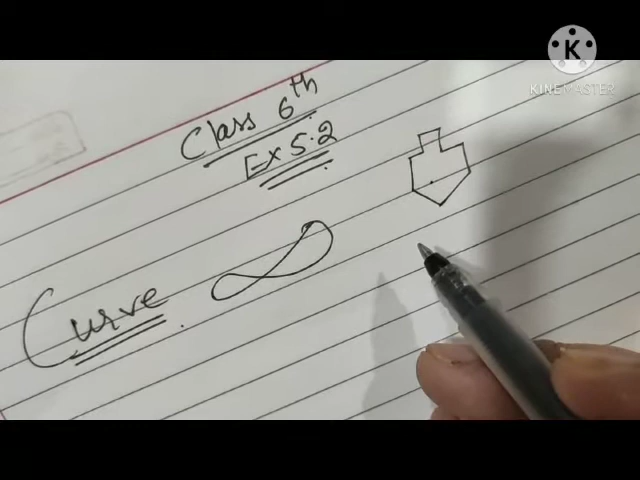 K
KINEMASTER
Class 6th
Ex 5.2
Curve